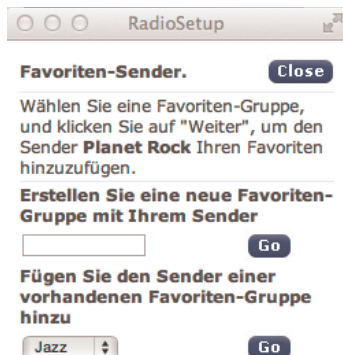 RadioSetup
Favoriten-Sender. Close
Wählen Sie eine Favoriten-Gruppe,
und klicken Sie auf "Weiter", um den
Sender Planet Rock Ihren Favoriten
hinzuzufügen.
Erstellen Sie eine neue Favoriten-
Gruppe mit Ihrem Sender
Go
Fügen Sie den Sender einer
vorhandenen Favoriten-Gruppe
hinzu
Jazz Go